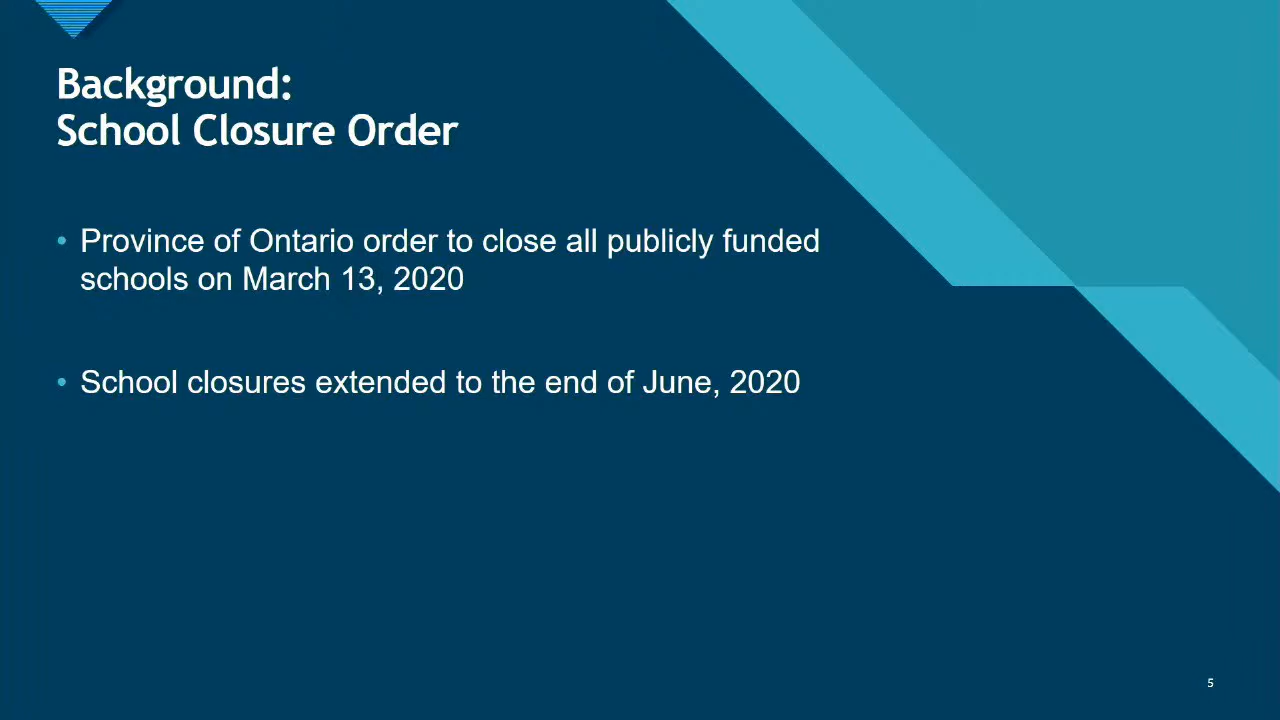 Background:
School Closure Order
• Province of Ontario order to close all publicly funded
schools on March 13, 2020
• School closures extended to the end of June, 2020
5